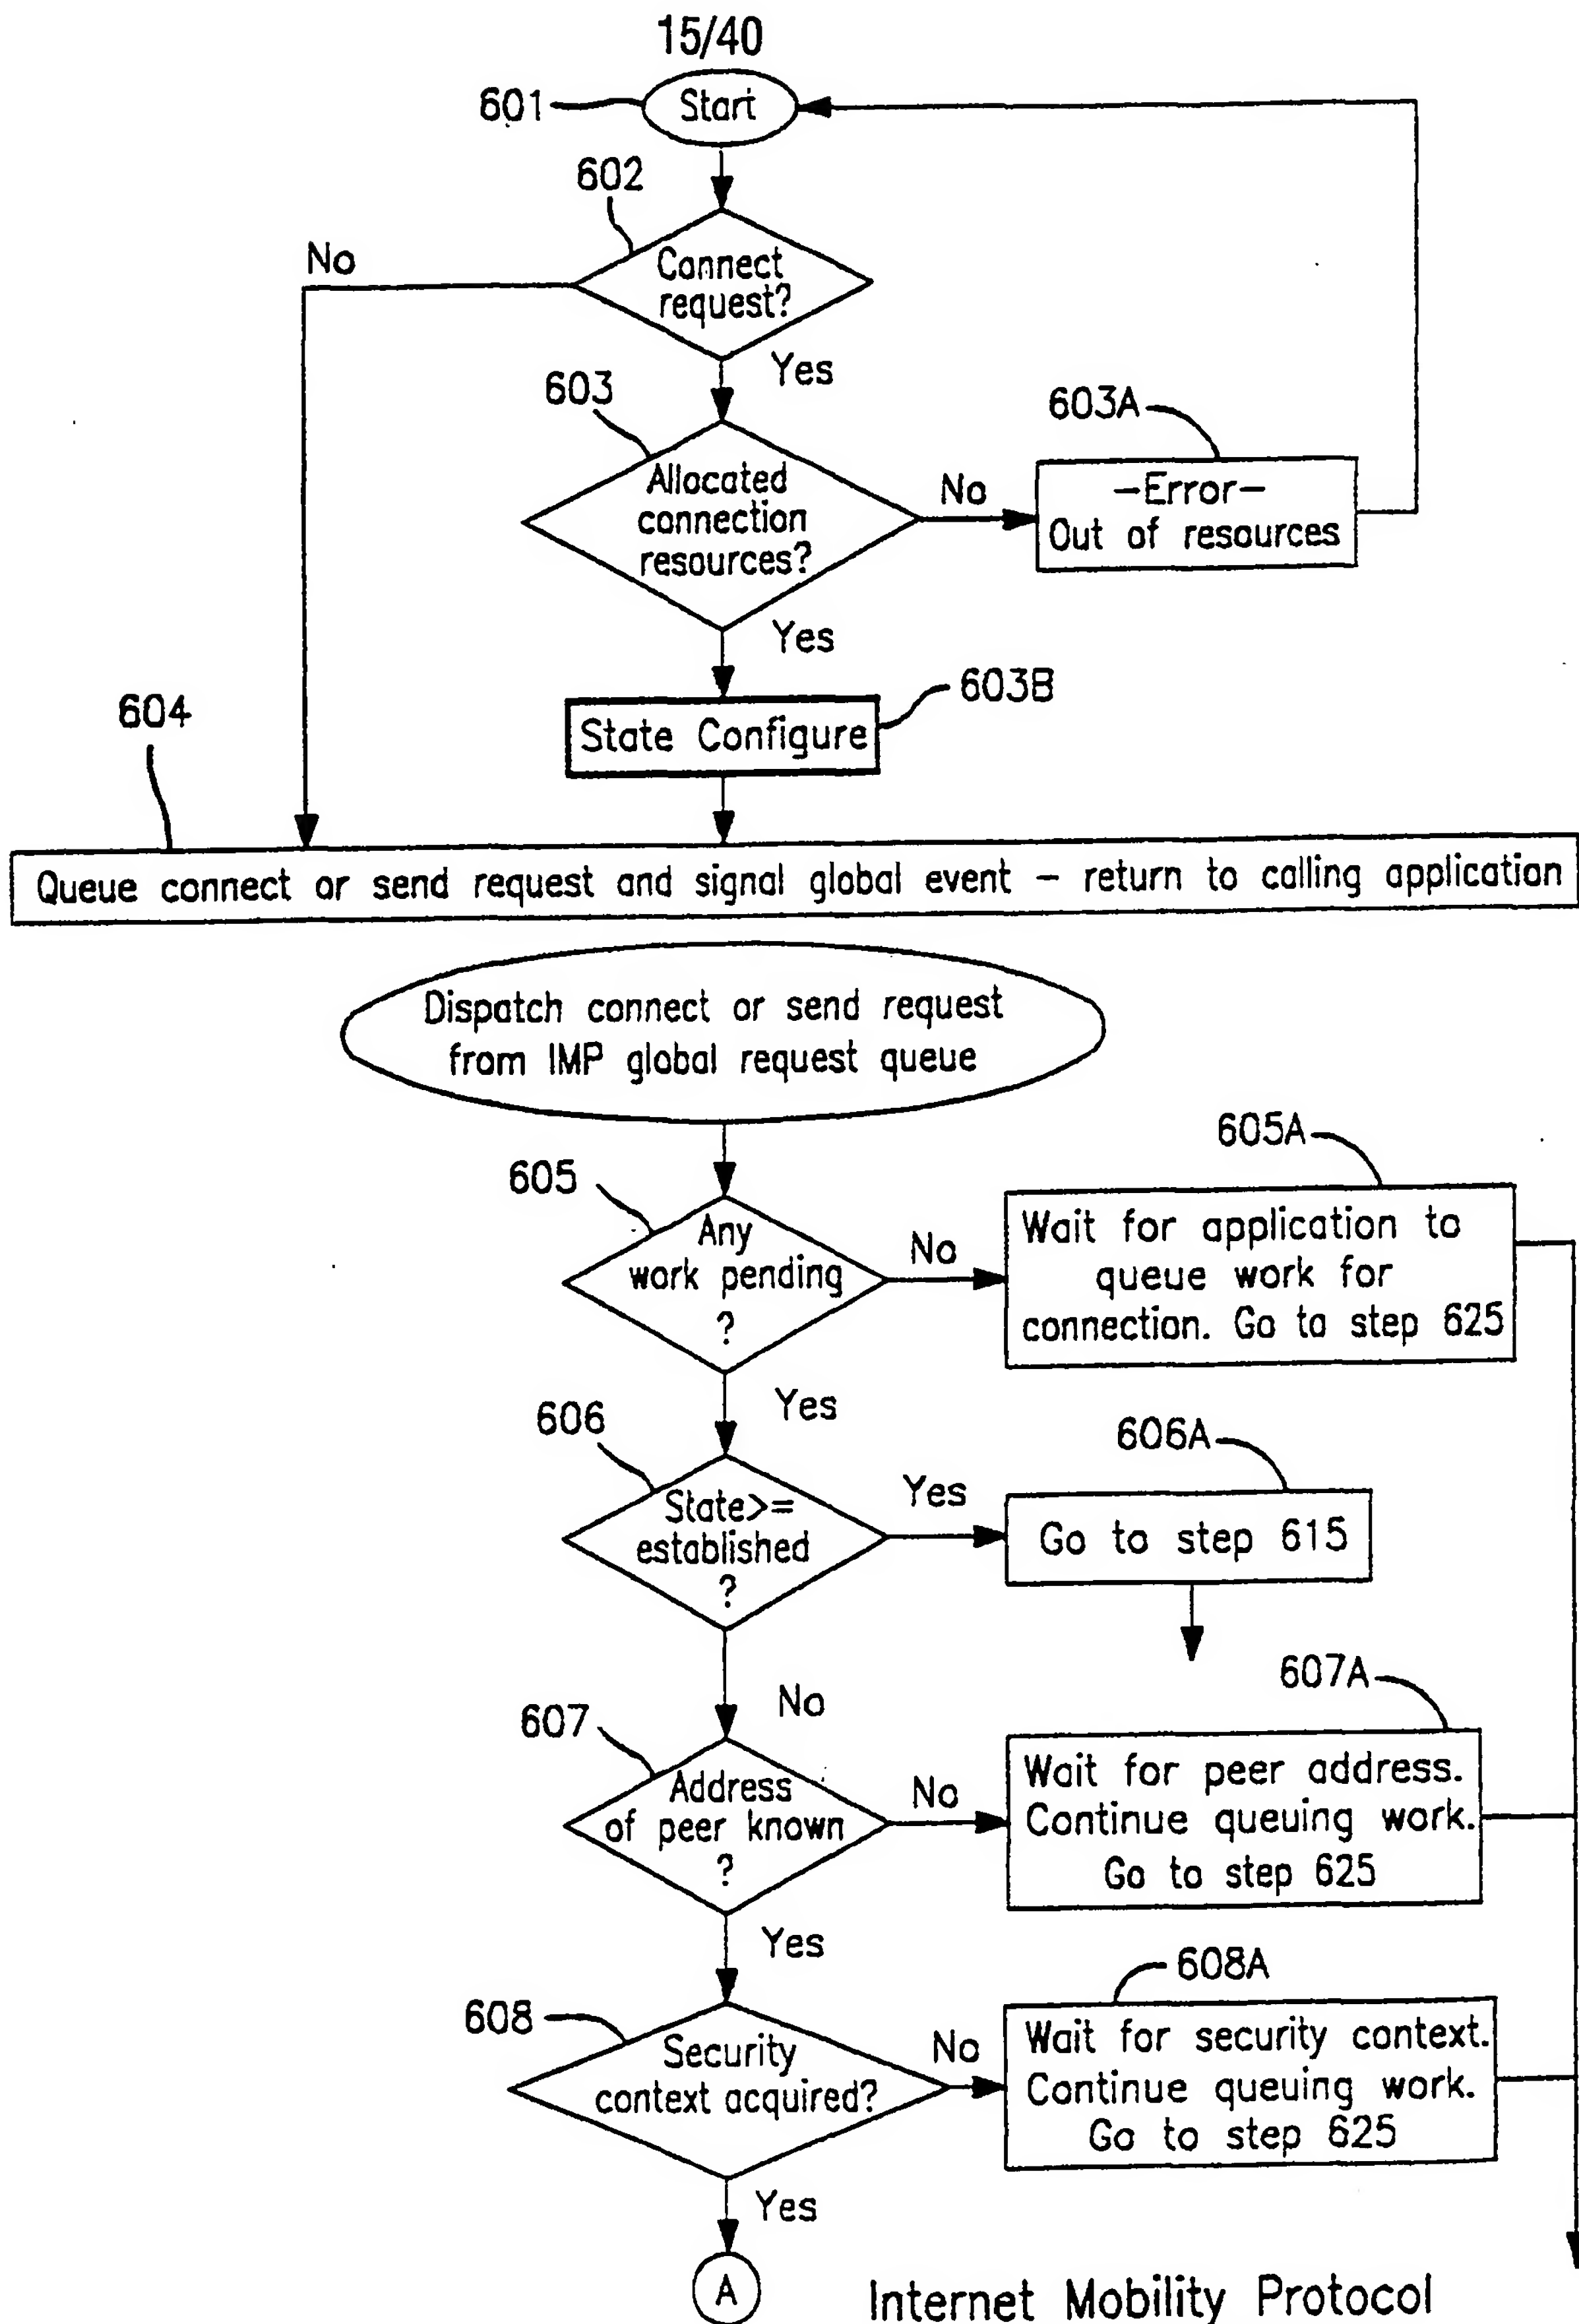 15/40
601
Start
602
No
Connect
request?
Yes
603
603A
Allocated
connection
resources?
No
-Error-
Out of resources
Yes
603B
604
State Configure
Queue connect or send request and signal global event - return to calling application
Dispatch connect or send request
from IMP global request queue
605A
605
Any
work pending
?
No
Wait for application to
queue work for
connection. Go to step 625
Yes
606
606A
State>=
established
?
Yes
Go to step 615
No
607A
607
Address
of peer known
?
No
Wait for peer address.
Continue queuing work.
Go to step 625
Yes
608A
608
Security
context acquired?
No
Wait for security context.
Continue queuing work.
Go to step 625
Yes
A
Internet Mobility Protocol